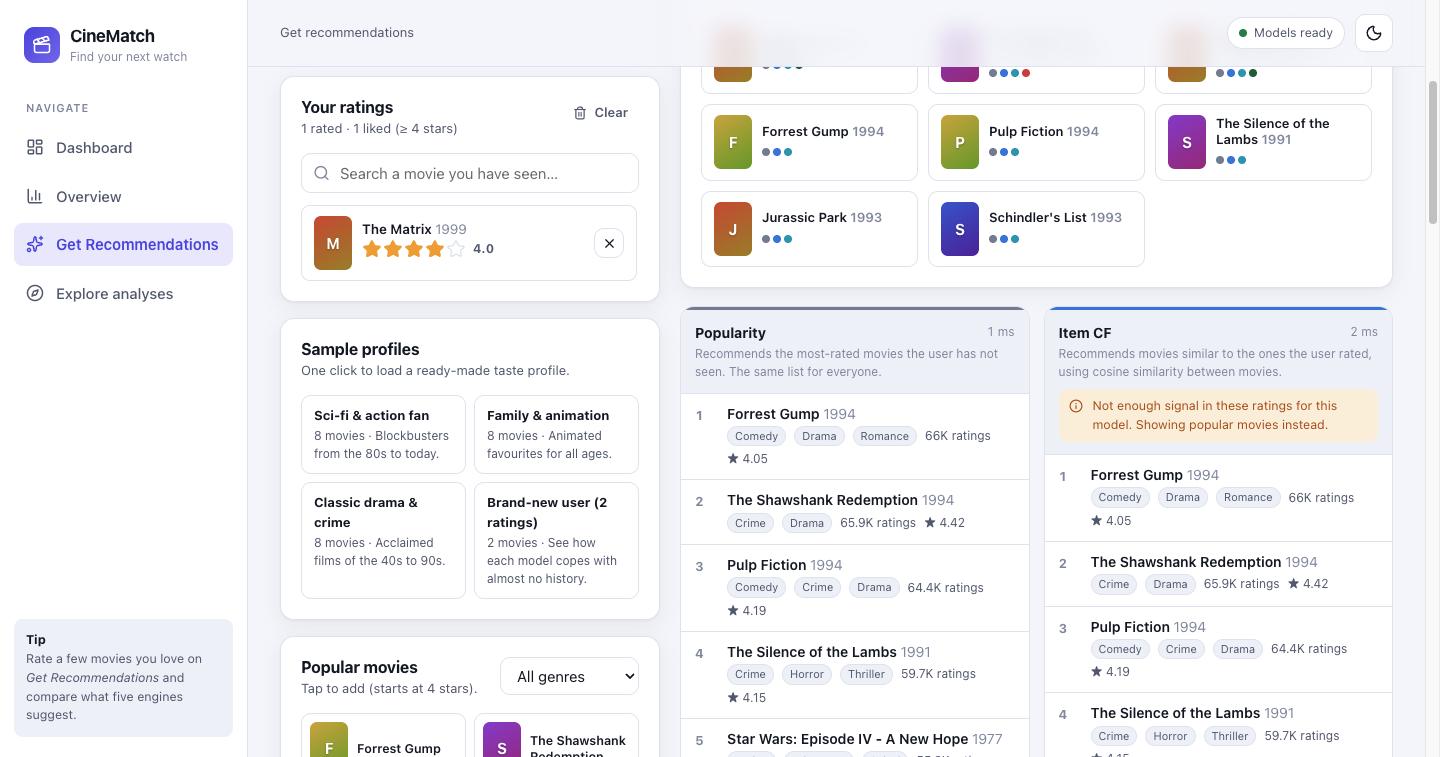 CineMatch
Find your next watch
NAVIGATE
Dashboard
Overview
Get Recommendations
Explore analyses
Tip
Rate a few movies you love on
Get Recommendations and
compare what five engines
suggest.
Get recommendations
Models ready
Your ratings
1 rated · 1 liked (≥ 4 stars)
Clear
Search a movie you have seen...
M
The Matrix 1999
4.0
Sample profiles
One click to load a ready-made taste profile.
Sci-fi & action fan
8 movies · Blockbusters
from the 80s to today.
Family & animation
8 movies · Animated
favourites for all ages.
Classic drama &
crime
8 movies · Acclaimed
films of the 40s to 90s.
Brand-new user (2
ratings)
2 movies · See how
each model copes with
almost no history.
Popular movies
Tap to add (starts at 4 stars).
All genres
F
Forrest Gump
S
The Shawshank
Redemption
F
Forrest Gump 1994
P
Pulp Fiction 1994
S
The Silence of the
Lambs 1991
J
Jurassic Park 1993
S
Schindler's List 1993
Popularity
1 ms
Recommends the most-rated movies the user has not
seen. The same list for everyone.
1
Forrest Gump 1994
Comedy Drama Romance 66K ratings
★ 4.05
2
The Shawshank Redemption 1994
Crime Drama 65.9K ratings ★ 4.42
3
Pulp Fiction 1994
Comedy Crime Drama 64.4K ratings
★ 4.19
4
The Silence of the Lambs 1991
Crime Horror Thriller 59.7K ratings
★ 4.15
5
Star Wars: Episode IV - A New Hope 1977
Item CF
2 ms
Recommends movies similar to the ones the user rated,
using cosine similarity between movies.
Not enough signal in these ratings for this
model. Showing popular movies instead.
1
Forrest Gump 1994
Comedy Drama Romance 66K ratings
★ 4.05
2
The Shawshank Redemption 1994
Crime Drama 65.9K ratings ★ 4.42
3
Pulp Fiction 1994
Comedy Crime Drama 64.4K ratings
★ 4.19
4
The Silence of the Lambs 1991
Crime Horror Thriller 59.7K ratings
★ 4.15